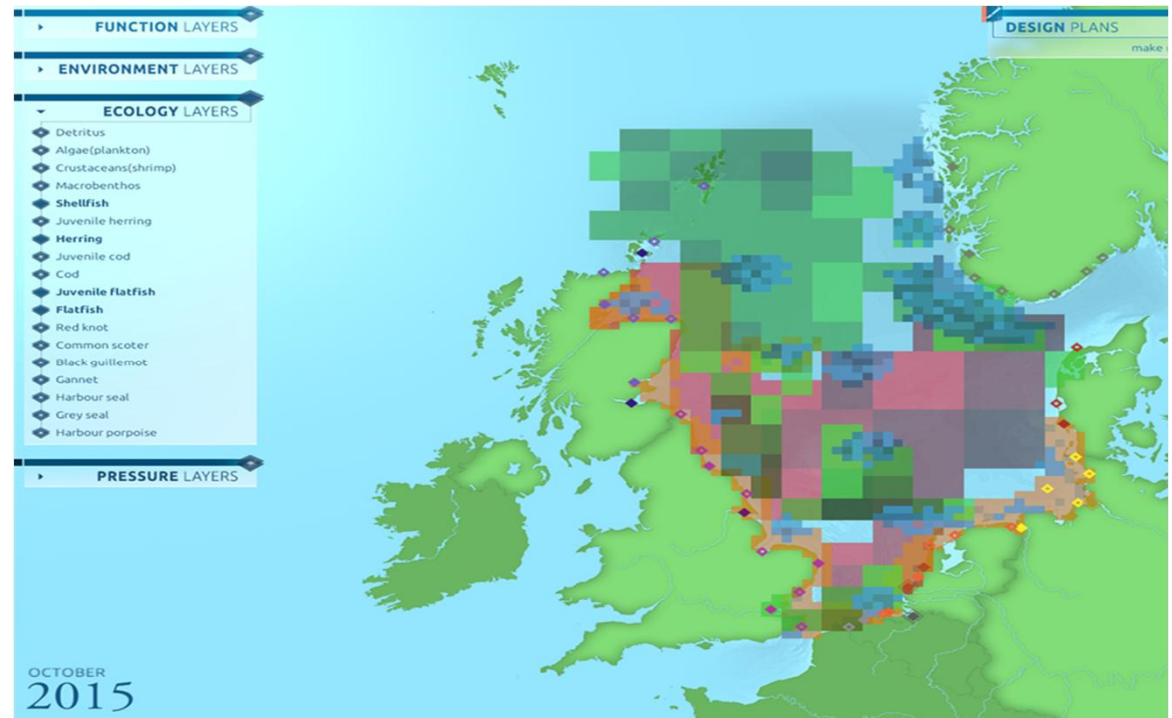 FUNCTION LAYERS
ENVIRONMENT LAYERS
ECOLOGY LAYERS
Detritus
Algae(plankton)
Crustaceans(shrimp)
Macrobenthos
Shellfish
Juvenile herring
Herring
Juvenile cod
Cod
Juvenile flatfish
Flatfish
Red knot
Common scoter
Black guillemot
Gannet
Harbour seal
Grey seal
Harbour porpoise
PRESSURE LAYERS
DESIGN PLANS
make
OCTOBER
2015